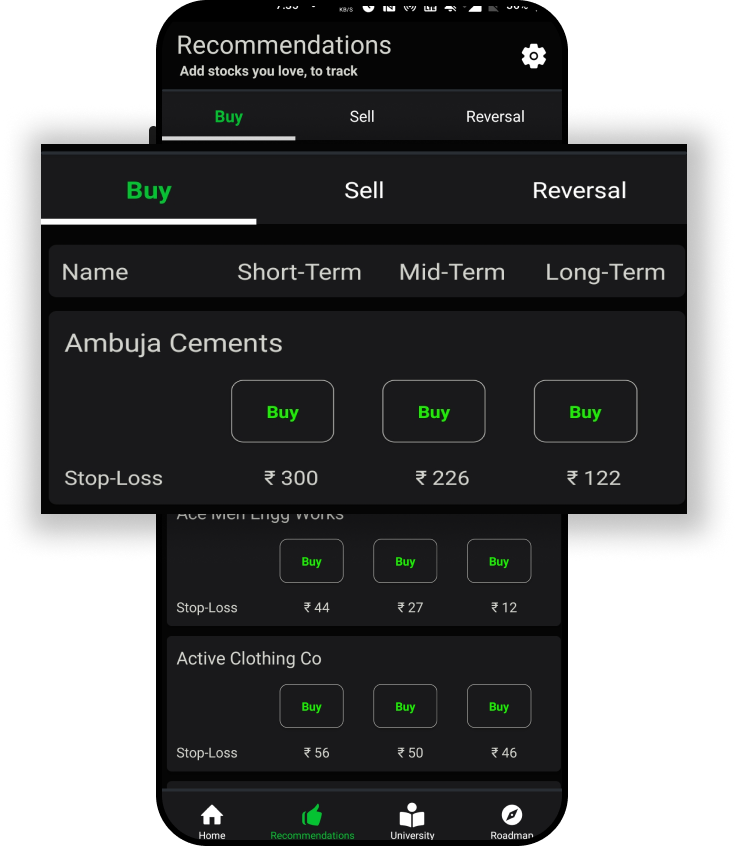 KB/S
Recommendations
Add stocks you love, to track
Buy Sell Reversal
Buy Sell Reversal
Name Short-Term Mid-Term Long-Term
Ambuja Cements
Buy Buy Buy
Stop-Loss ₹ 300 ₹ 226 ₹ 122
Ace Men Engg Works
Buy Buy Buy
Stop-Loss ₹ 44 ₹ 27 ₹ 12
Active Clothing Co
Buy Buy Buy
Stop-Loss ₹ 56 ₹ 50 ₹ 46
Home Recommendations University Roadmap